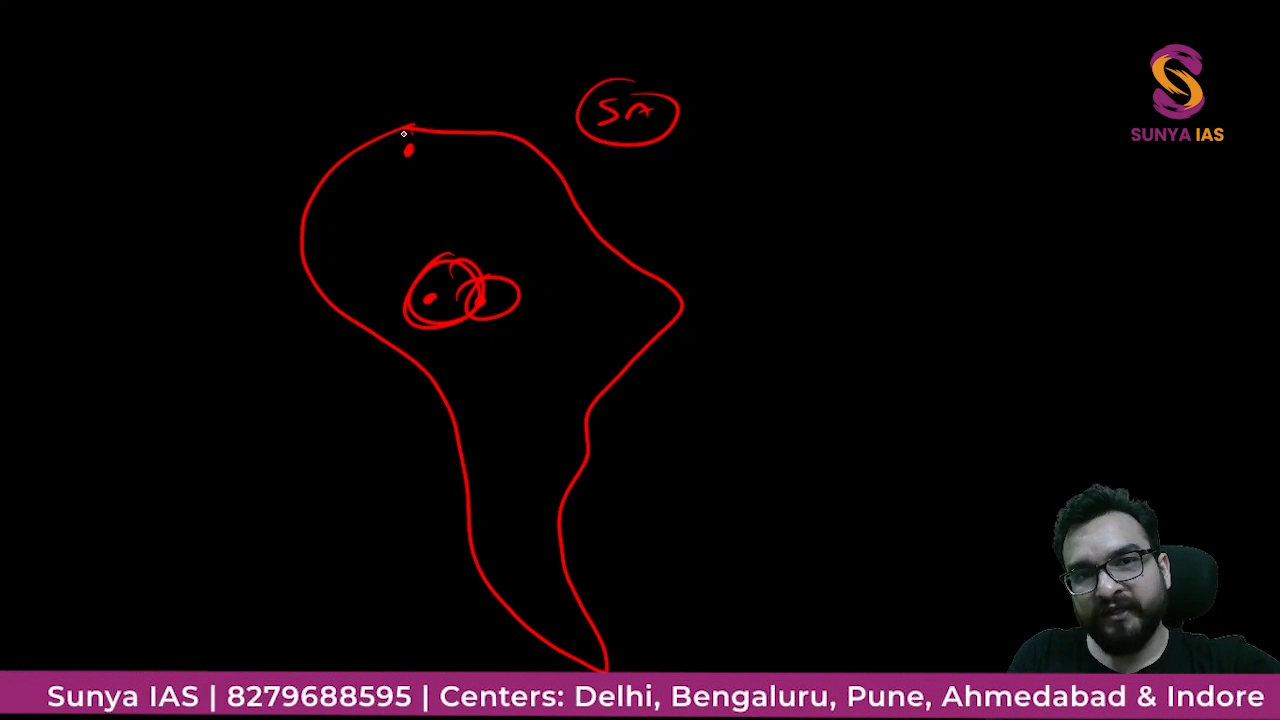 SA
SUNYA IAS
Sunya IAS | 8279688595 | Centers: Delhi, Bengaluru, Pune, Ahmedabad & Indore